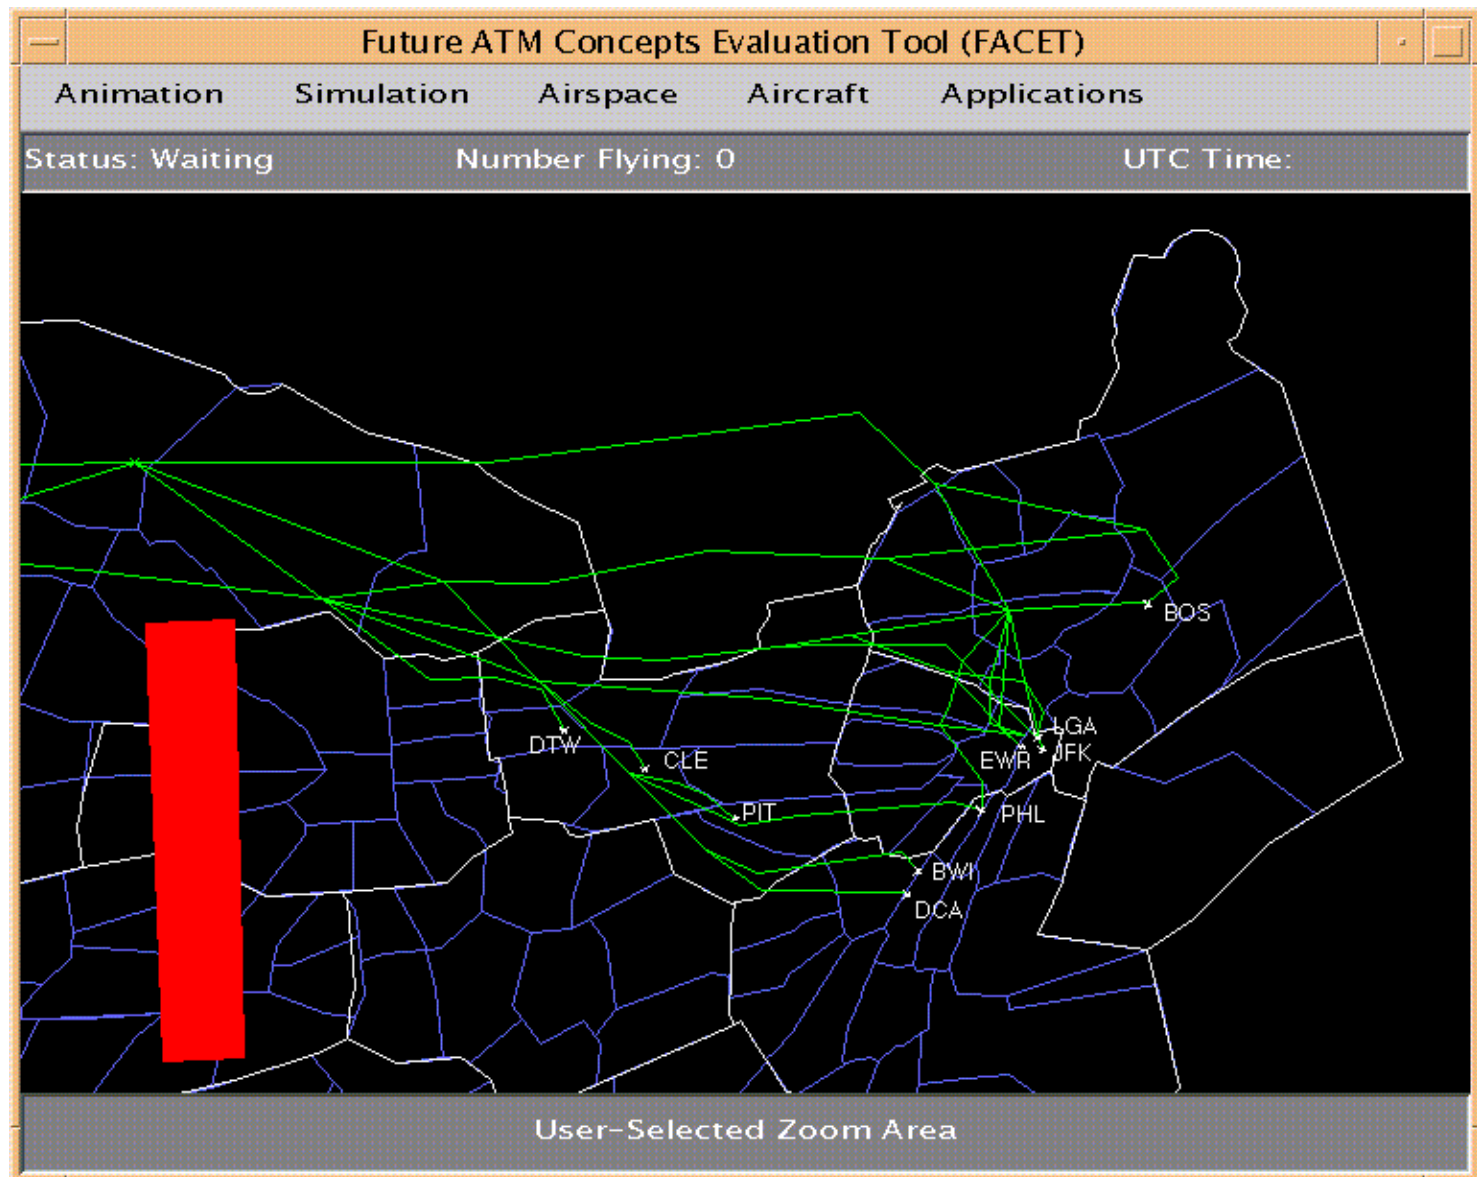 Future ATM Concepts Evaluation Tool (FACET)
Animation Simulation Airspace Aircraft Applications
Status: Waiting Number Flying: 0 UTC Time:
BOS
LGA
DTW CLE EWR JFK
PIT PHL
BWI
DCA
User-Selected Zoom Area